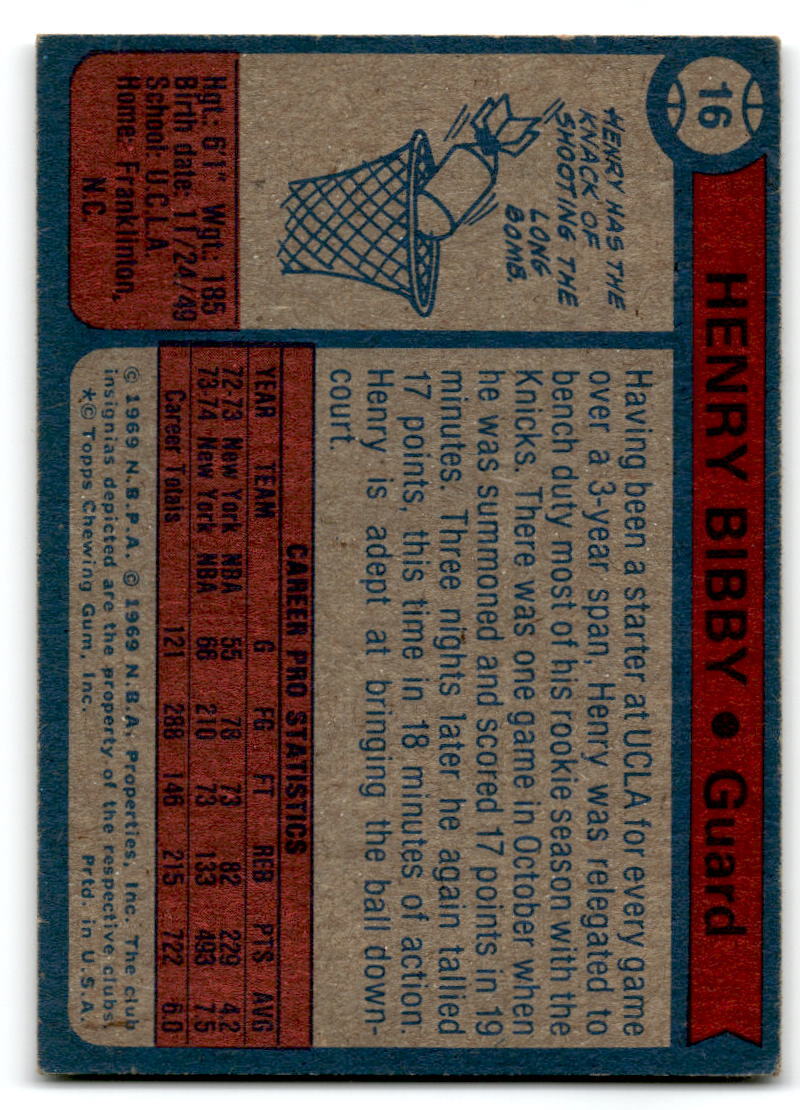 16
HENRY BIBBY • Guard
HENRY HAS THE
KNACK OF
SHOOTING THE
LONG
BOMB.
Hgt: 6'1" Wgt: 185
Birth date: 11/24/49
School: U.C.L.A.
Home: Franklinton,
N.C.
Having been a starter at UCLA for every game
over a 3-year span, Henry was relegated to
bench duty most of his rookie season with the
Knicks. There was one game in October when
he was summoned and scored 17 points in 19
minutes. Three nights later he again tallied
17 points, this time in 18 minutes of action.
Henry is adept at bringing the ball down-
court.
CAREER PRO STATISTICS
YEAR TEAM G FG FT REB PTS AVG
72-73 New York NBA 55 78 73 82 229 4.2
73-74 New York NBA 66 210 73 133 493 7.5
Career Totals 121 288 146 215 722 6.0
© 1969 N.B.P.A. © 1969 N.B.A. Properties, Inc. The club
insignias depicted are the property of the respective clubs.
*© Topps Chewing Gum, Inc. Prtd. in U.S.A.